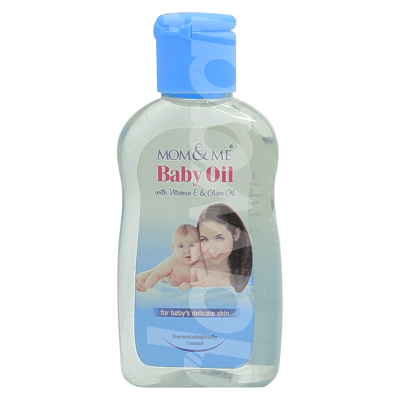 MOM & ME®
Baby Oil
with Vitamin E & Olive Oil
for baby's delicate skin
Dermatologically
Tested